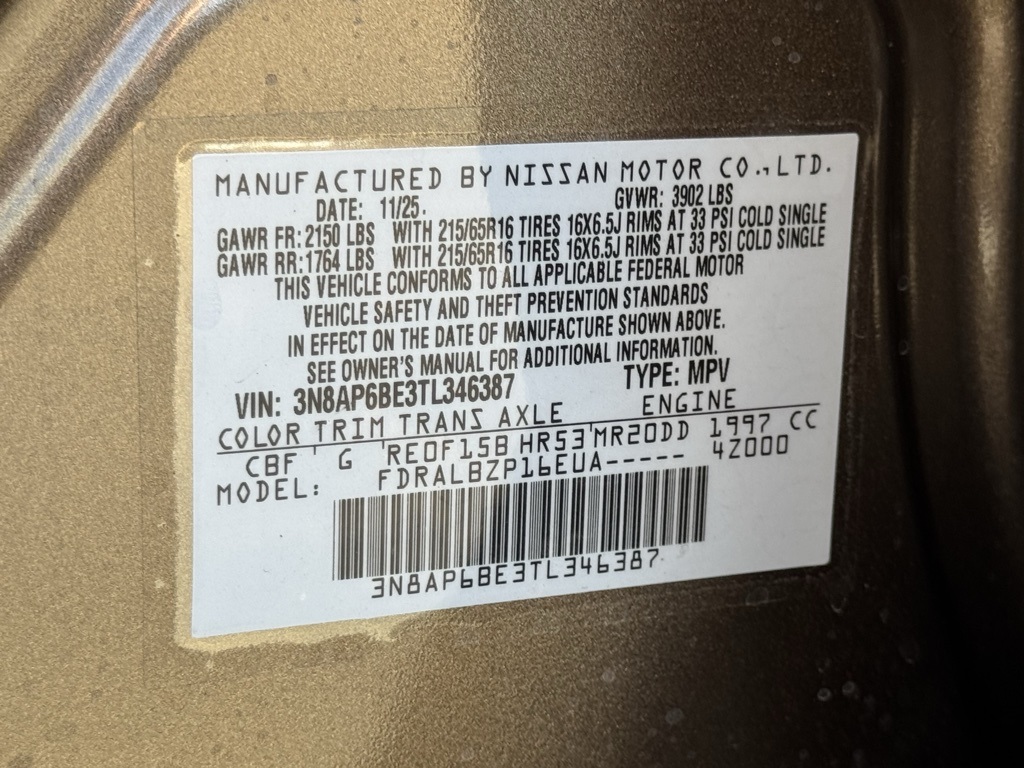 MANUFACTURED BY NISSAN MOTOR CO., LTD.
DATE: 11/25. GVWR: 3902 LBS
GAWR FR: 2150 LBS WITH 215/65R16 TIRES 16X6.5J RIMS AT 33 PSI COLD SINGLE
GAWR RR: 1764 LBS WITH 215/65R16 TIRES 16X6.5J RIMS AT 33 PSI COLD SINGLE
THIS VEHICLE CONFORMS TO ALL APPLICABLE FEDERAL MOTOR
VEHICLE SAFETY AND THEFT PREVENTION STANDARDS
IN EFFECT ON THE DATE OF MANUFACTURE SHOWN ABOVE.
SEE OWNER'S MANUAL FOR ADDITIONAL INFORMATION.
VIN: 3N8AP6BE3TL346387 TYPE: MPV
COLOR TRIM TRANS AXLE ENGINE
CBF ' G 'RE0F15B HR53'MR20DD 1997 CC
MODEL: FDRALBZP16EUA----- 4Z000
3N8AP6BE3TL346387